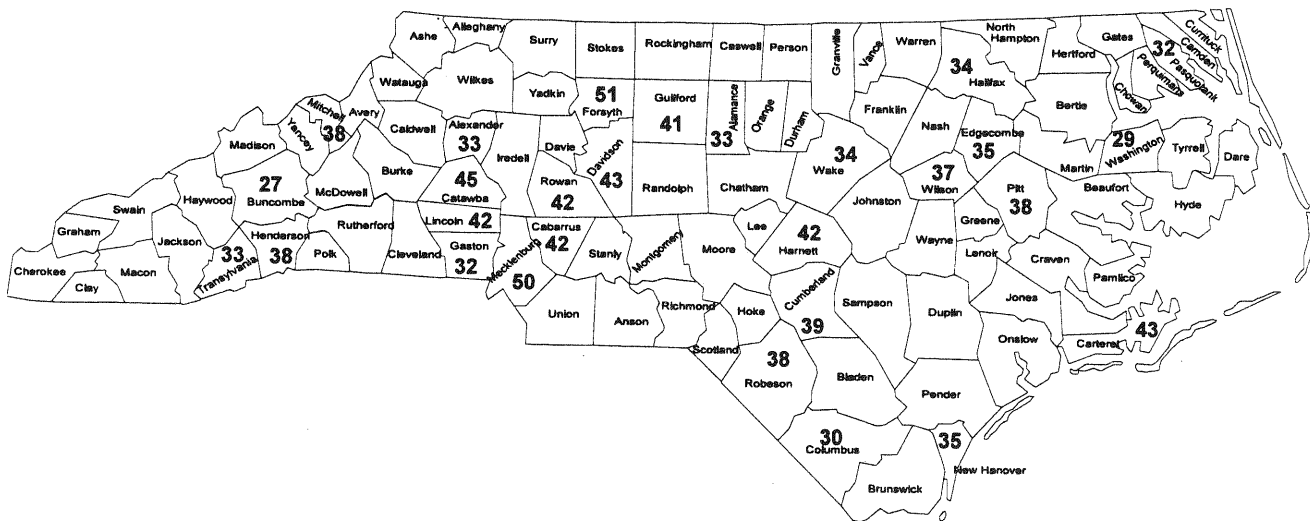 Ashe
Alleghany
Surry
Stokes
Rockingham
Caswell
Person
Granville
Vance
Warren
North
Hampton
Gates
Currituck
Camden
32
Pasquotank
Perquimans
Chowan
Hertford
34
Halifax
Bertie
Watauga
Wilkes
Yadkin
51
Forsyth
Guilford
41
33
Alamance
Orange
Durham
Franklin
Nash
Edgecombe
35
Martin
29
Washington
Tyrrell
Dare
Mitchell
38
Avery
Yancey
Madison
Caldwell
Alexander
33
Iredell
Davie
Davidson
43
Rowan
42
Randolph
Chatham
34
Wake
Johnston
37
Wilson
Pitt
38
Beaufort
Hyde
Burke
McDowell
45
Catawba
27
Buncombe
Haywood
Swain
Graham
Cherokee
Clay
Macon
Jackson
33
Transylvania
Henderson
38
Polk
Rutherford
Cleveland
Lincoln 42
Gaston
32
Mecklenburg
50
Cabarrus
42
Stanly
Montgomery
Moore
Lee
42
Harnett
Wayne
Greene
Lenoir
Craven
Pamlico
Jones
Carteret
43
Onslow
Duplin
Sampson
Cumberland
39
Hoke
Richmond
Anson
Union
Scotland
38
Robeson
Bladen
Pender
30
Columbus
35
New Hanover
Brunswick